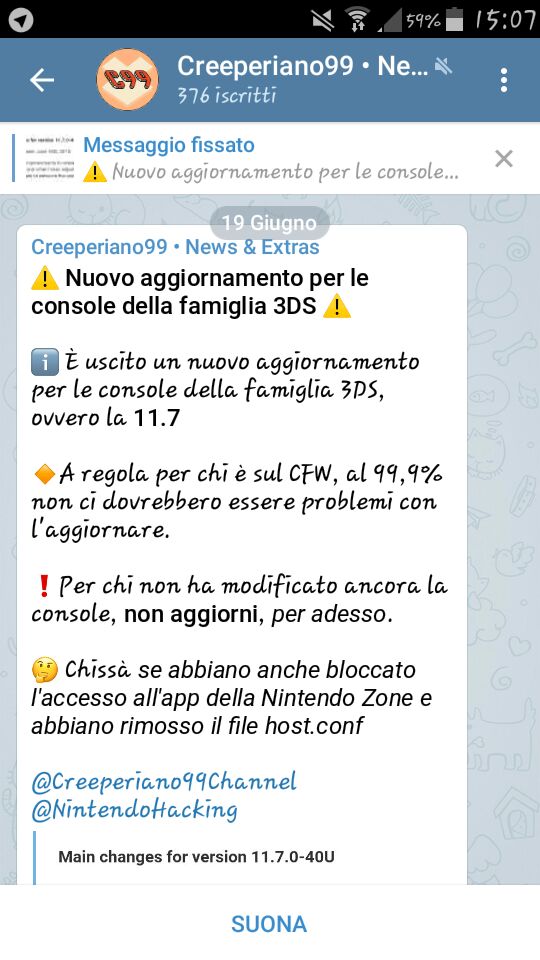 59% 15:07
C99
Creeperiano99 • Ne...
376 iscritti
Messaggio fissato
⚠️ Nuovo aggiornamento per le console...
19 Giugno
Creeperiano99 • News & Extras
⚠️ Nuovo aggiornamento per le
console della famiglia 3DS ⚠️
ℹ️ È uscito un nuovo aggiornamento
per le console della famiglia 3DS,
ovvero la 11.7
🔸A regola per chi è sul CFW, al 99,9%
non ci dovrebbero essere problemi con
l'aggiornare.
❗ Per chi non ha modificato ancora la
console, non aggiorni, per adesso.
🤔 Chissà se abbiano anche bloccato
l'accesso all'app della Nintendo Zone e
abbiano rimosso il file host.conf
@Creeperiano99Channel
@NintendoHacking
Main changes for version 11.7.0-40U
SUONA